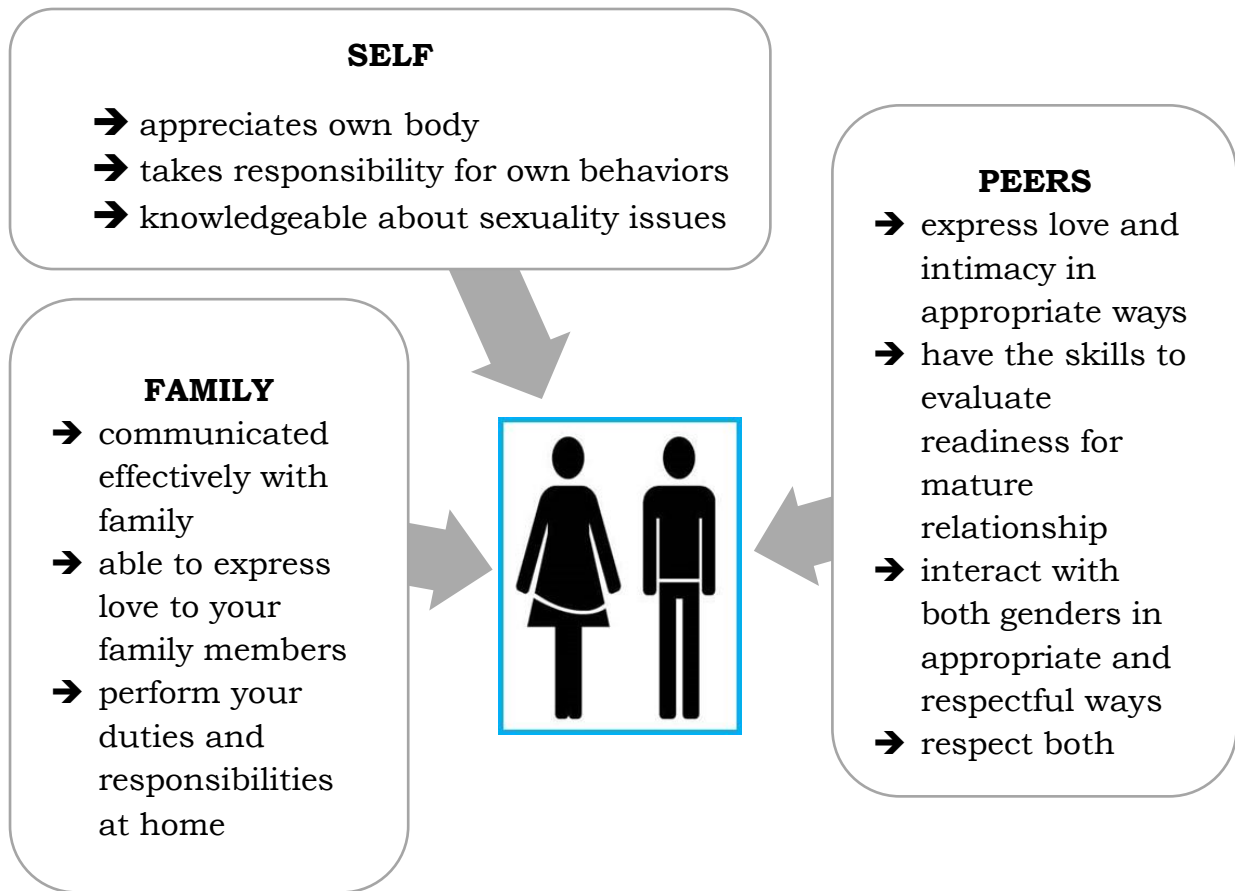 SELF
➔ appreciates own body
➔ takes responsibility for own behaviors
➔ knowledgeable about sexuality issues
FAMILY
➔ communicated
effectively with
family
➔ able to express
love to your
family members
➔ perform your
duties and
responsibilities
at home
PEERS
➔ express love and
intimacy in
appropriate ways
➔ have the skills to
evaluate
readiness for
mature
relationship
➔ interact with
both genders in
appropriate and
respectful ways
➔ respect both